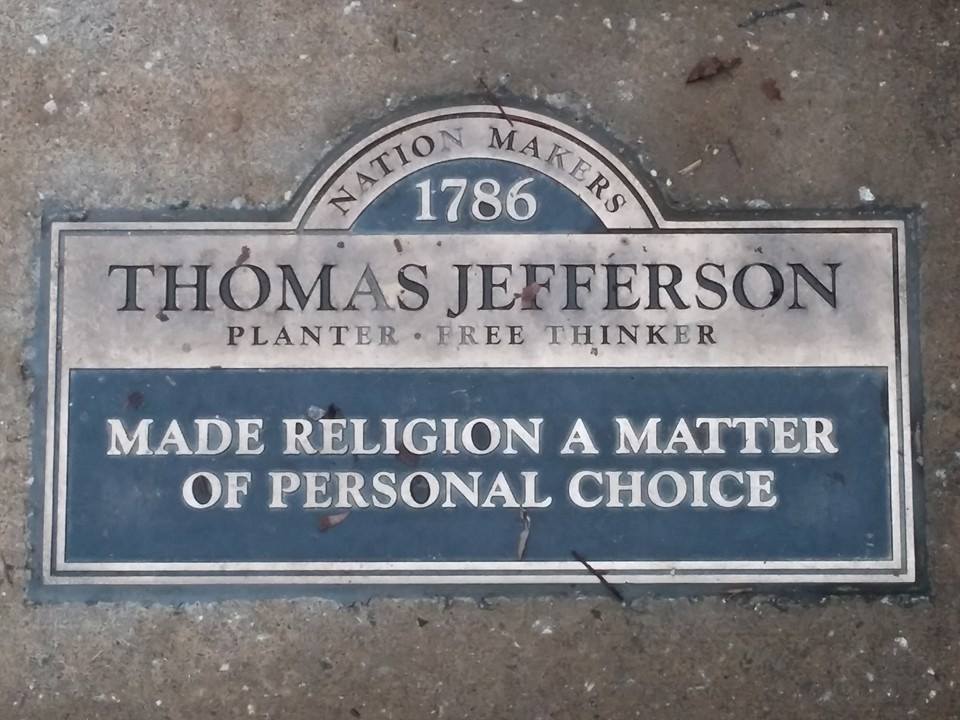 NATION MAKERS
1786
THOMAS JEFFERSON
PLANTER • FREE THINKER
MADE RELIGION A MATTER
OF PERSONAL CHOICE